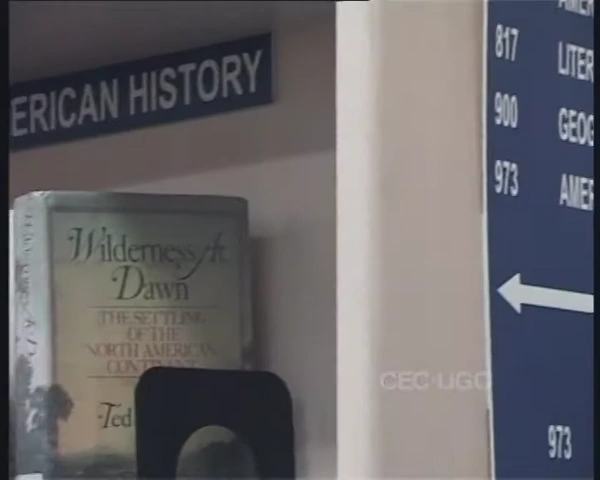 ERICAN HISTORY
Wilderness At
Dawn
THE SETTLING
OF THE
NORTH AMERICAN
CONTINENT
Ted
817 LITER
900 GEOG
973 AMER
CEC-UGC
973